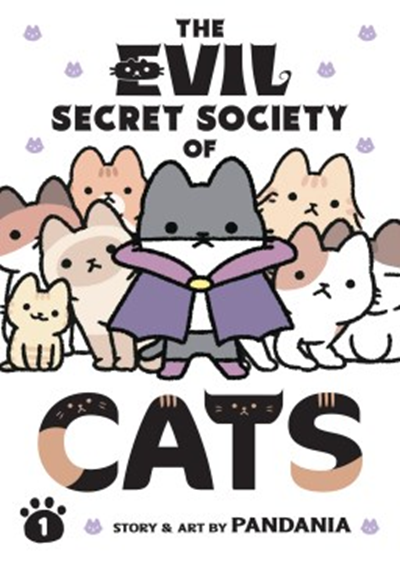 THE
EVIL
SECRET SOCIETY
OF
CATS
1
STORY & ART BY PANDANIA